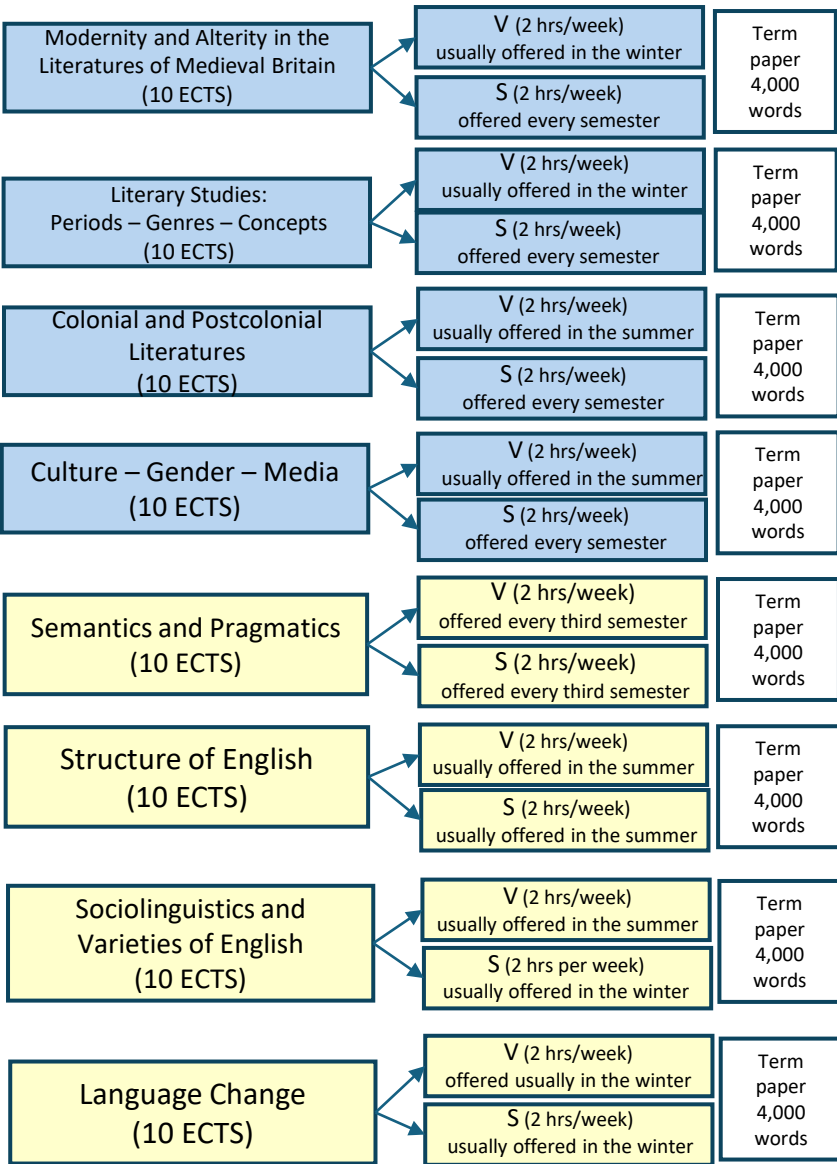 Modernity and Alterity in the
Literatures of Medieval Britain
(10 ECTS)
V (2 hrs/week)
usually offered in the winter
S (2 hrs/week)
offered every semester
Term
paper
4,000
words
Literary Studies:
Periods – Genres – Concepts
(10 ECTS)
V (2 hrs/week)
usually offered in the winter
S (2 hrs/week)
offered every semester
Term
paper
4,000
words
Colonial and Postcolonial
Literatures
(10 ECTS)
V (2 hrs/week)
usually offered in the summer
S (2 hrs/week)
offered every semester
Term
paper
4,000
words
Culture – Gender – Media
(10 ECTS)
V (2 hrs/week)
usually offered in the summer
S (2 hrs/week)
offered every semester
Term
paper
4,000
words
Semantics and Pragmatics
(10 ECTS)
V (2 hrs/week)
offered every third semester
S (2 hrs/week)
offered every third semester
Term
paper
4,000
words
Structure of English
(10 ECTS)
V (2 hrs/week)
usually offered in the summer
S (2 hrs/week)
usually offered in the summer
Term
paper
4,000
words
Sociolinguistics and
Varieties of English
(10 ECTS)
V (2 hrs/week)
usually offered in the summer
S (2 hrs per week)
usually offered in the winter
Term
paper
4,000
words
Language Change
(10 ECTS)
V (2 hrs/week)
offered usually in the winter
S (2 hrs/week)
usually offered in the winter
Term
paper
4,000
words